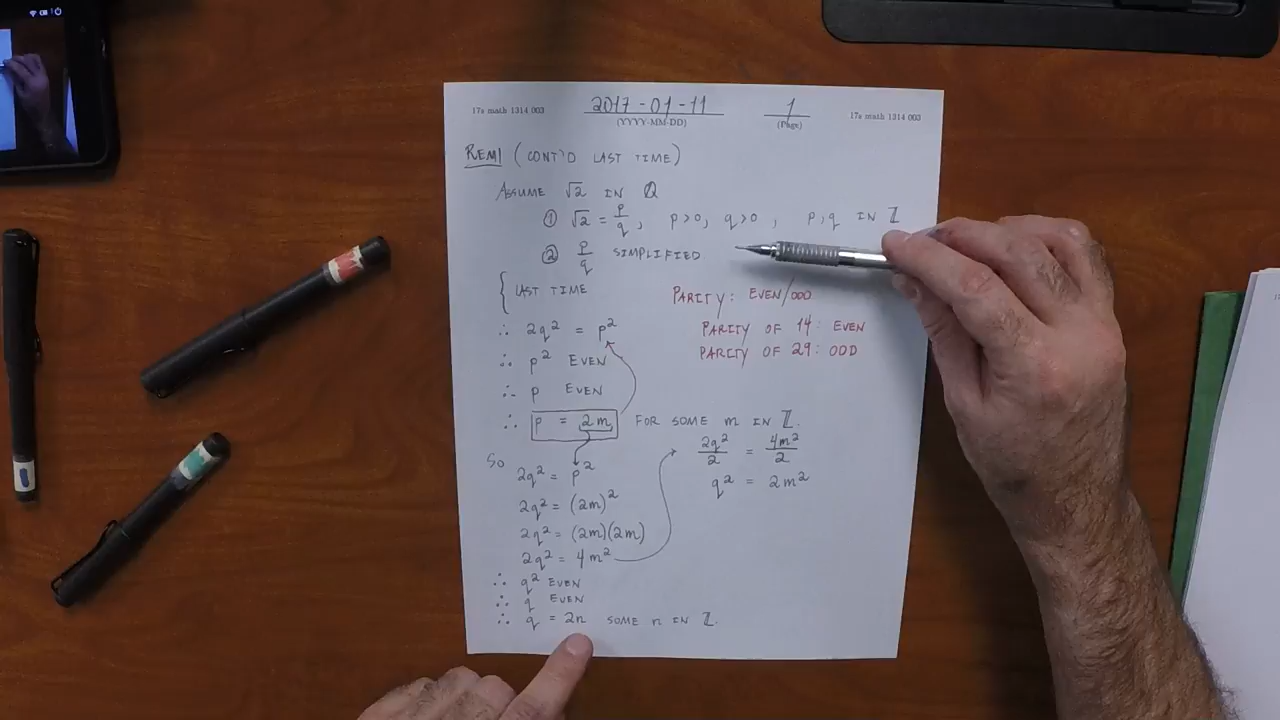 17s math 1314 003 2017-01-11 1 17s math 1314 003
(YYYY-MM-DD) (Page)
REM| (CONT'D LAST TIME)
ASSUME √2 IN ℚ
① √2 = p/q, p>0, q>0, p,q IN ℤ
② p/q SIMPLIFIED
{ LAST TIME
PARITY: EVEN/ODD
∴ 2q² = p²
PARITY OF 14: EVEN
PARITY OF 29: ODD
∴ p² EVEN
∴ p EVEN
∴ p = 2m FOR SOME m IN ℤ.
SO
2q² = p²
2q² = (2m)²
2q² = (2m)(2m)
2q² = 4m²
2q²/2 = 4m²/2
q² = 2m²
∴ q² EVEN
∴ q EVEN
∴ q = 2n SOME n IN ℤ.